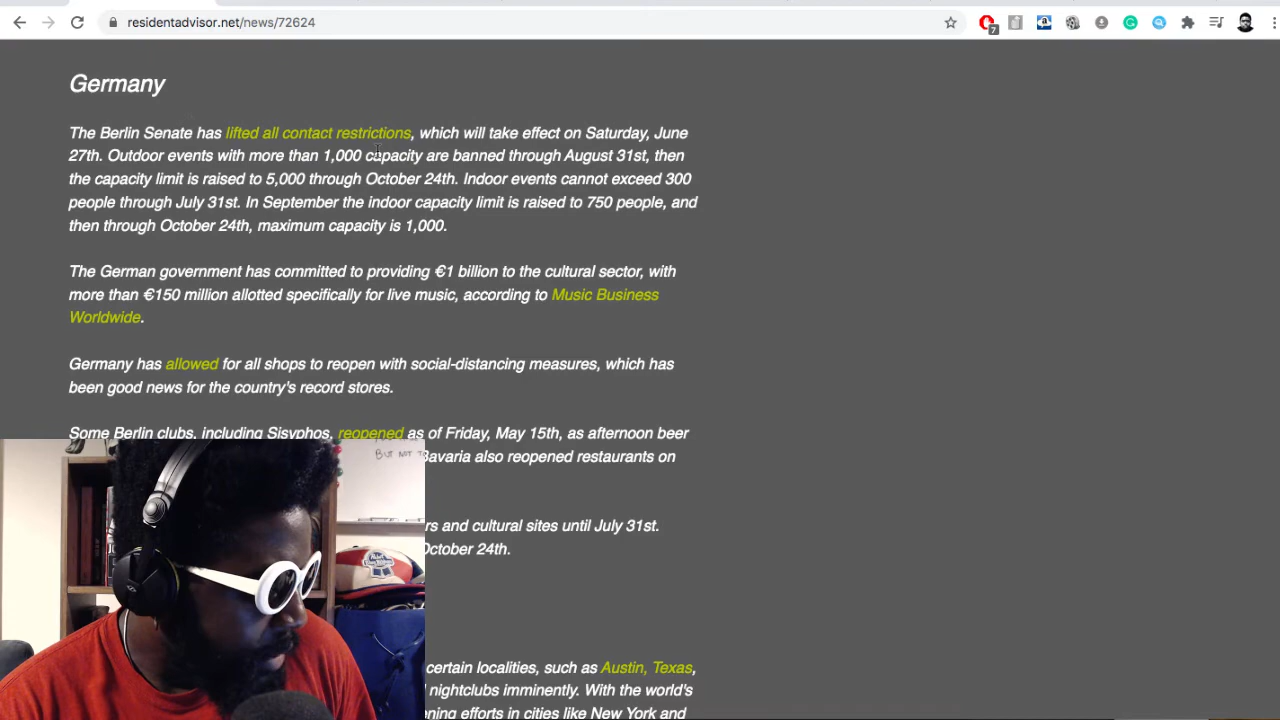 residentadvisor.net/news/72624
7
Germany
The Berlin Senate has lifted all contact restrictions, which will take effect on Saturday, June
27th. Outdoor events with more than 1,000 capacity are banned through August 31st, then
the capacity limit is raised to 5,000 through October 24th. Indoor events cannot exceed 300
people through July 31st. In September the indoor capacity limit is raised to 750 people, and
then through October 24th, maximum capacity is 1,000.
The German government has committed to providing €1 billion to the cultural sector, with
more than €150 million allotted specifically for live music, according to Music Business
Worldwide.
Germany has allowed for all shops to reopen with social-distancing measures, which has
been good news for the country's record stores.
Some Berlin clubs, including Sisyphos, reopened as of Friday, May 15th, as afternoon beer
BUT NOT
Bavaria also reopened restaurants on
rs and cultural sites until July 31st.
October 24th.
certain localities, such as Austin, Texas,
nightclubs imminently. With the world's
ening efforts in cities like New York and